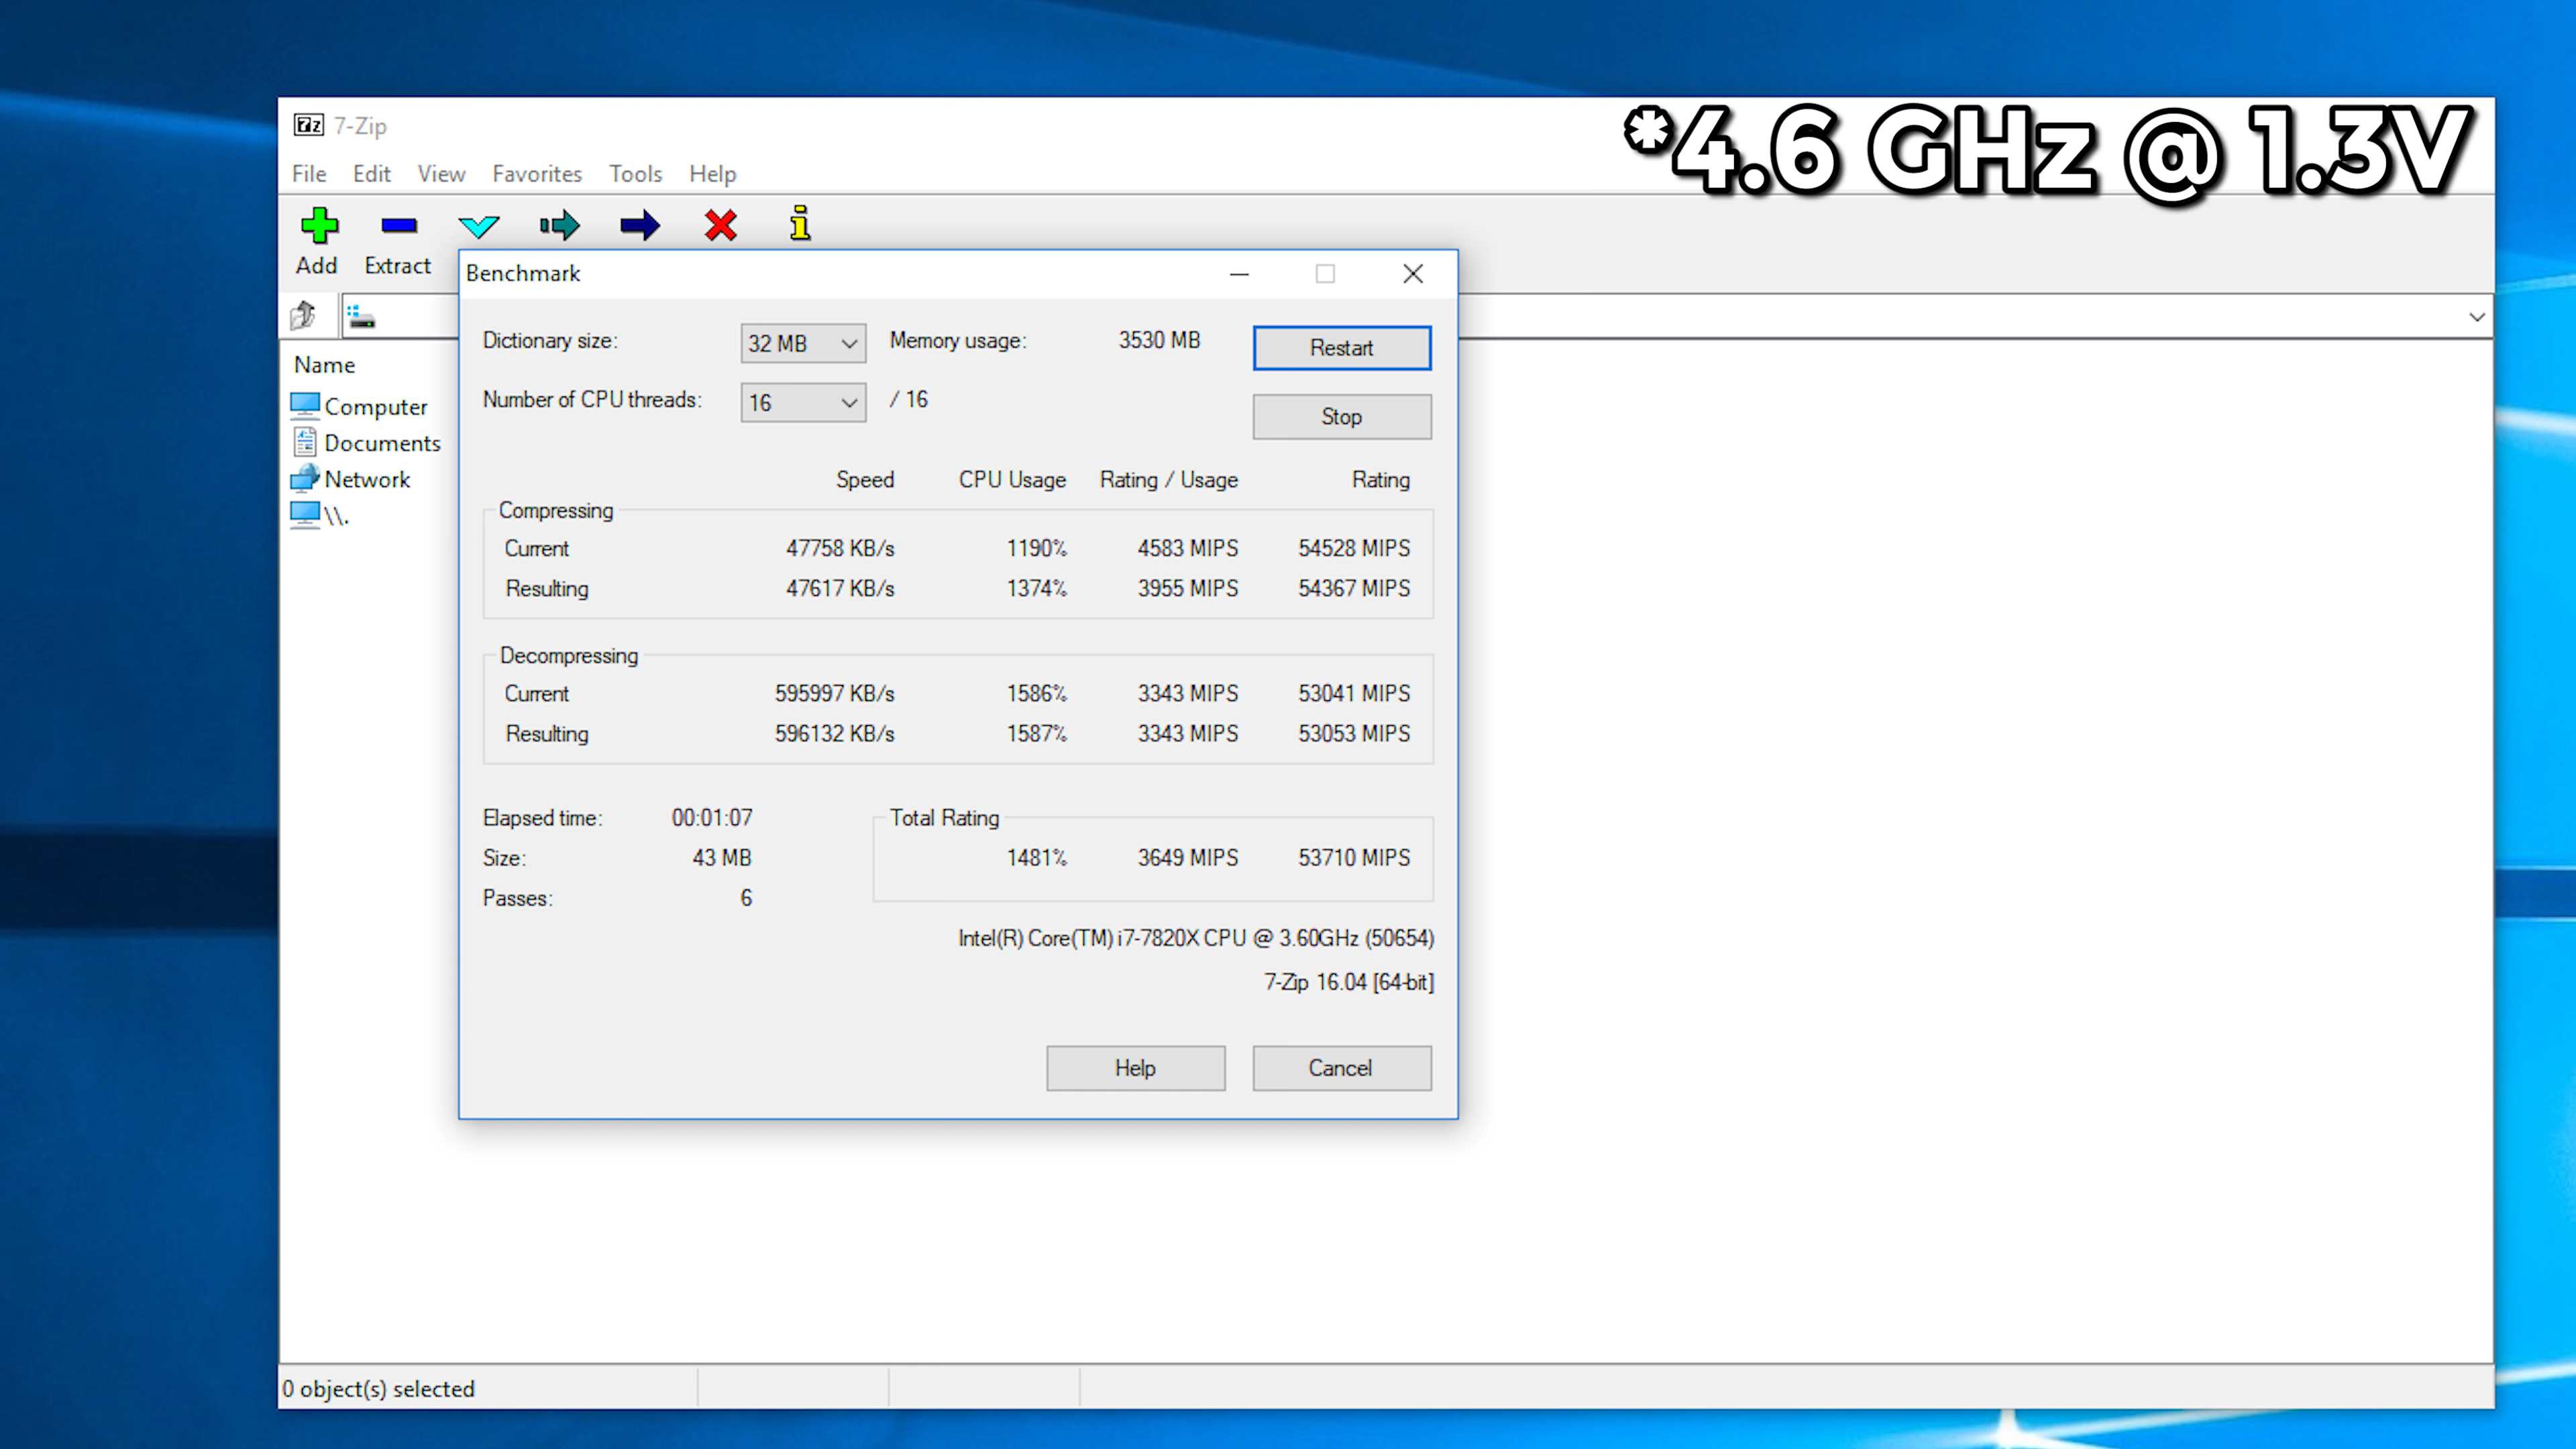 7-Zip
*4.6 GHz @ 1.3V
File Edit View Favorites Tools Help
Add Extract
Benchmark
Dictionary size: 32 MB Memory usage: 3530 MB Restart
Number of CPU threads: 16 / 16
Stop
Name
Computer
Documents
Network
\\.
Speed CPU Usage Rating / Usage Rating
Compressing
Current 47758 KB/s 1190% 4583 MIPS 54528 MIPS
Resulting 47617 KB/s 1374% 3955 MIPS 54367 MIPS
Decompressing
Current 595997 KB/s 1586% 3343 MIPS 53041 MIPS
Resulting 596132 KB/s 1587% 3343 MIPS 53053 MIPS
Elapsed time: 00:01:07 Total Rating
Size: 43 MB 1481% 3649 MIPS 53710 MIPS
Passes: 6
Intel(R) Core(TM) i7-7820X CPU @ 3.60GHz (50654)
7-Zip 16.04 [64-bit]
Help Cancel
0 object(s) selected